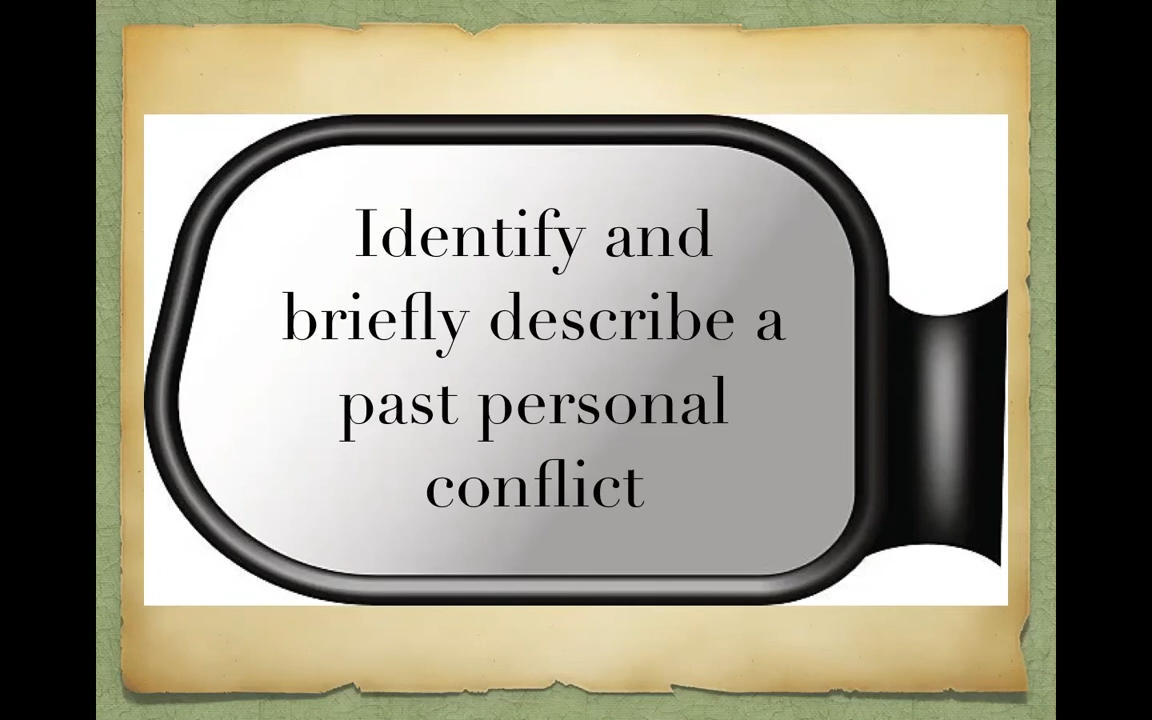 Identify and
briefly describe a
past personal
conflict